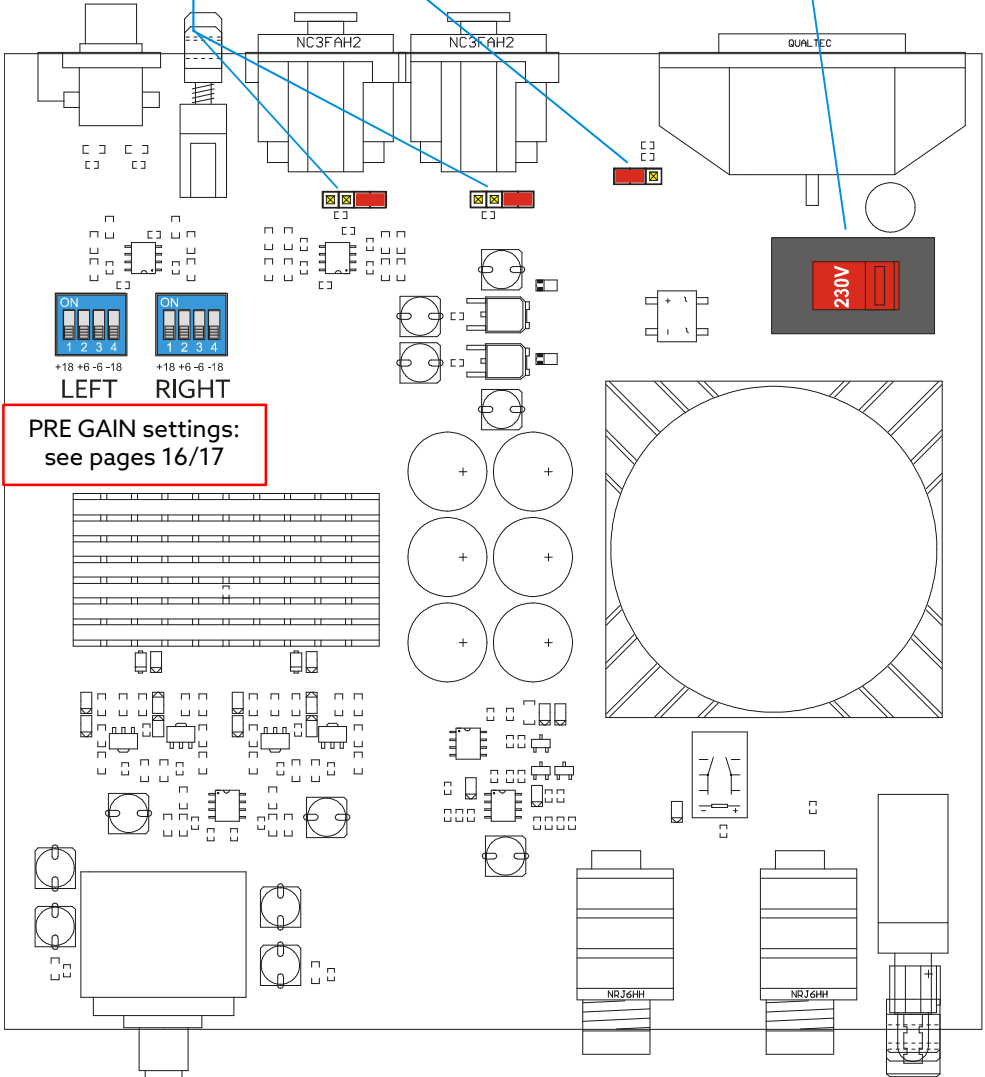 NC3FAH2
NC3FAH2
QUALTEC
230V
ON
1 2 3 4
+18 +6 -6 -18
LEFT
ON
1 2 3 4
+18 +6 -6 -18
RIGHT
PRE GAIN settings:
see pages 16/17
NRJ6HH
NRJ6HH